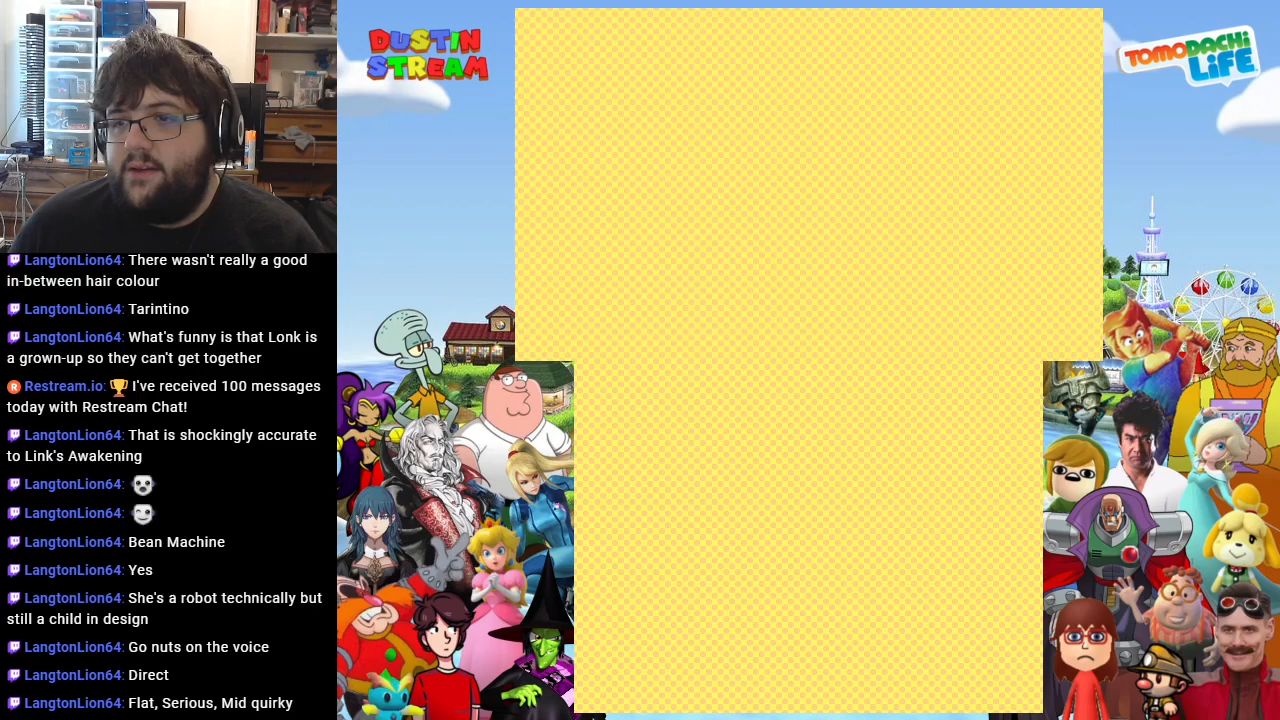 DUSTIN
STREAM
TOMODACHI
LiFE
LangtonLion64: There wasn't really a good
in-between hair colour
LangtonLion64: Tarintino
LangtonLion64: What's funny is that Lonk is
a grown-up so they can't get together
Restream.io: 🏆 I've received 100 messages
today with Restream Chat!
LangtonLion64: That is shockingly accurate
to Link's Awakening
LangtonLion64:
LangtonLion64:
LangtonLion64: Bean Machine
LangtonLion64: Yes
LangtonLion64: She's a robot technically but
still a child in design
LangtonLion64: Go nuts on the voice
LangtonLion64: Direct
LangtonLion64: Flat, Serious, Mid quirky